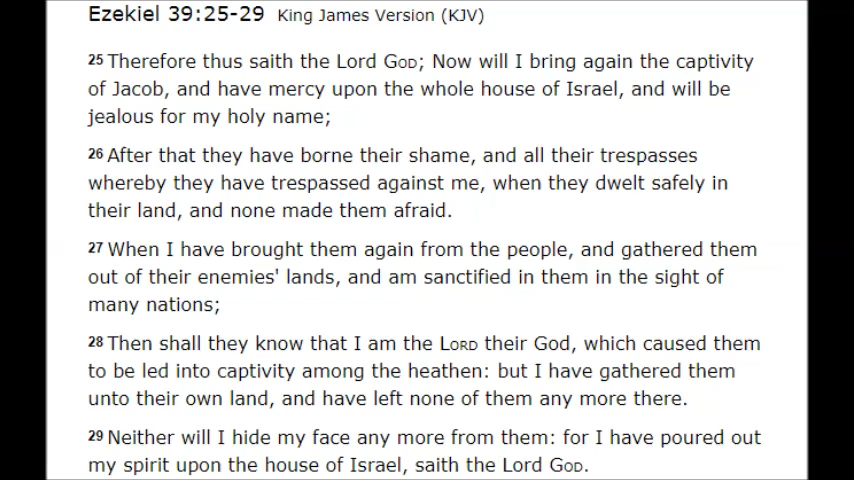 Ezekiel 39:25-29 King James Version (KJV)
25 Therefore thus saith the Lord GOD; Now will I bring again the captivity
of Jacob, and have mercy upon the whole house of Israel, and will be
jealous for my holy name;
26 After that they have borne their shame, and all their trespasses
whereby they have trespassed against me, when they dwelt safely in
their land, and none made them afraid.
27 When I have brought them again from the people, and gathered them
out of their enemies' lands, and am sanctified in them in the sight of
many nations;
28 Then shall they know that I am the LORD their God, which caused them
to be led into captivity among the heathen: but I have gathered them
unto their own land, and have left none of them any more there.
29 Neither will I hide my face any more from them: for I have poured out
my spirit upon the house of Israel, saith the Lord GOD.